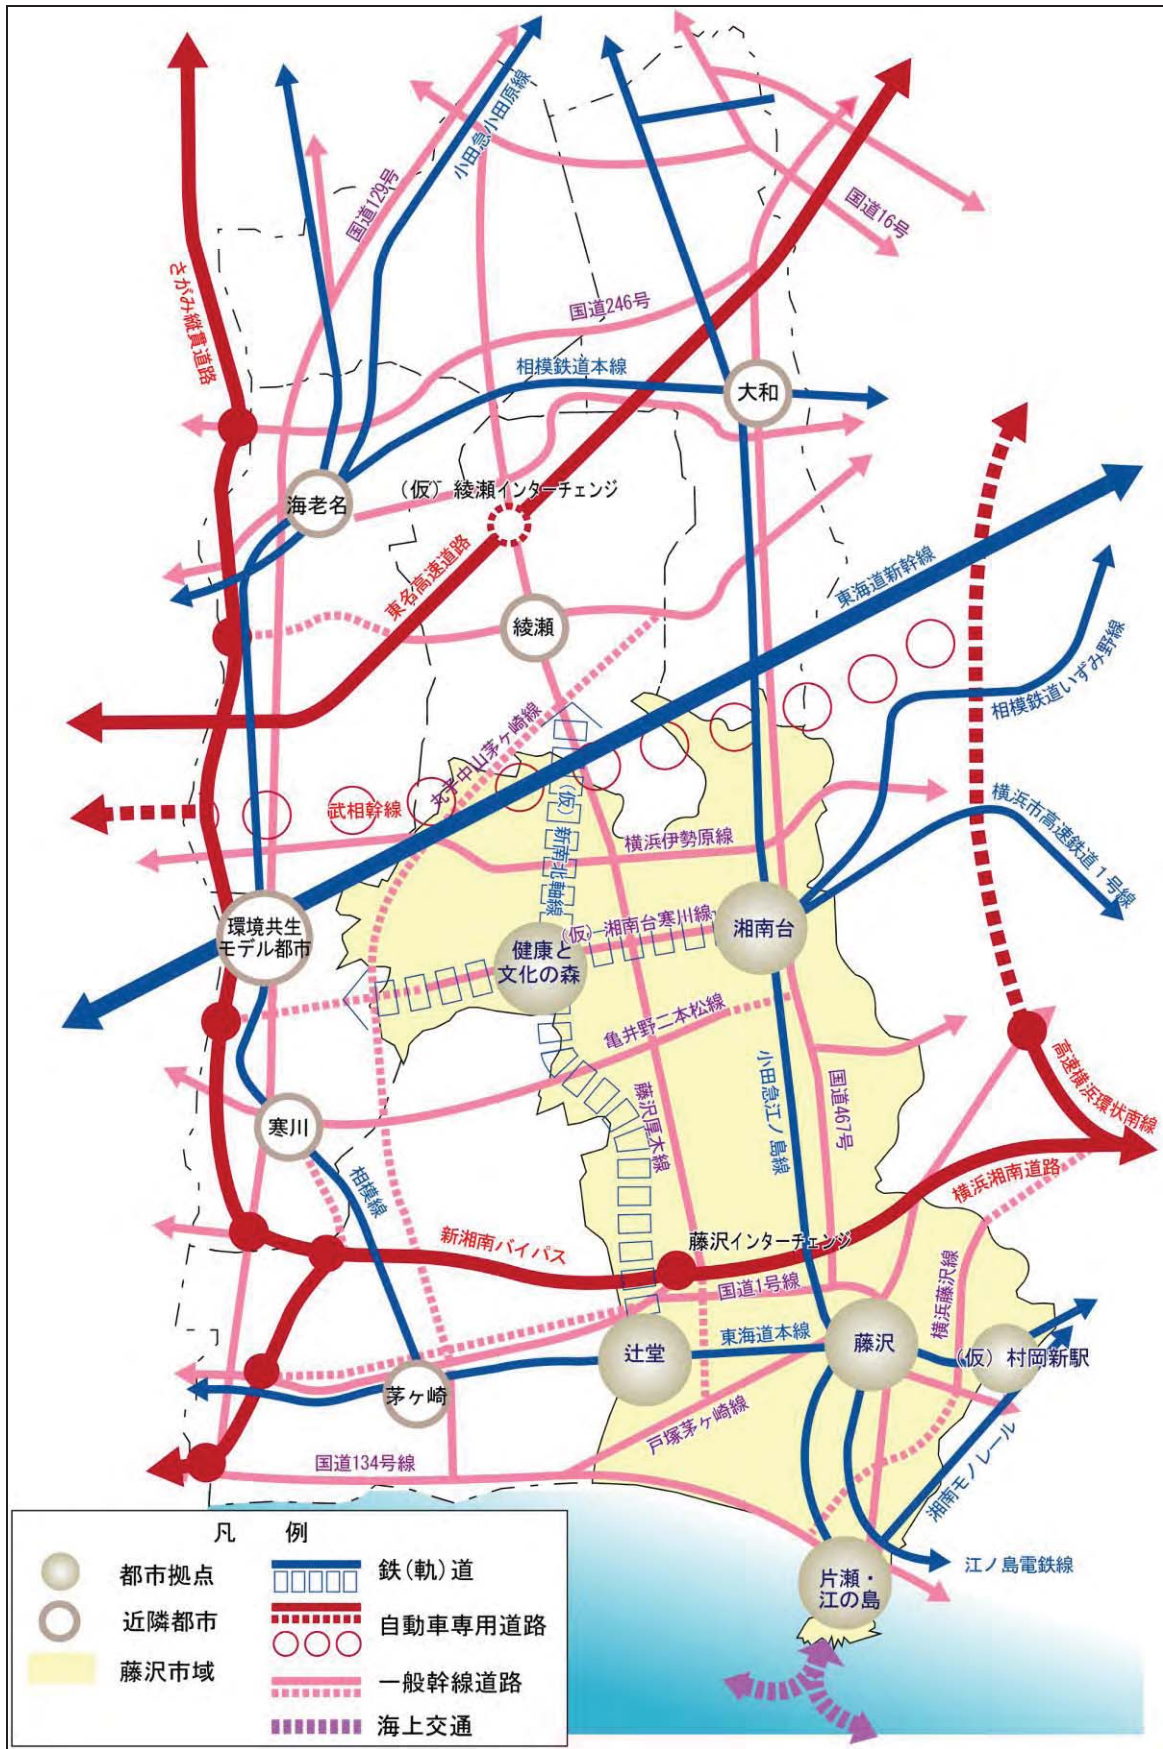 小田急小田原線
国道129号
国道16号
さがみ縦貫道路
国道246号
相模鉄道本線
大和
海老名
(仮)綾瀬インターチェンジ
東名高速道路
東海道新幹線
綾瀬
相模鉄道いずみ野線
丸子中山茅ヶ崎線
武相幹線
(仮)新南北軸線
横浜伊勢原線
横浜市高速鉄道1号線
環境共生
モデル都市
健康と
文化の森
(仮)湘南台寒川線
湘南台
亀井野二本松線
小田急江ノ島線
国道467号
高速横浜環状南線
寒川
藤沢厚木線
相模線
横浜湘南道路
新湘南バイパス
藤沢インターチェンジ
国道1号線
横浜藤沢線
辻堂
東海道本線
藤沢
(仮)村岡新駅
茅ヶ崎
戸塚茅ヶ崎線
国道134号線
湘南モノレール
江ノ島電鉄線
片瀬・
江の島
凡 例
都市拠点
近隣都市
藤沢市域
鉄(軌)道
自動車専用道路
一般幹線道路
海上交通